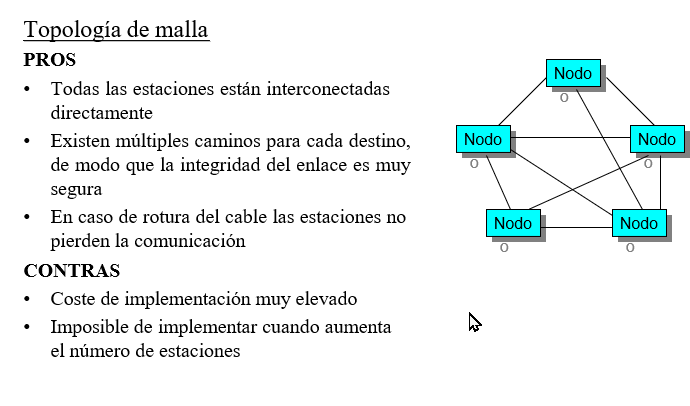 Topología de malla
PROS
• Todas las estaciones están interconectadas
directamente
• Existen múltiples caminos para cada destino,
de modo que la integridad del enlace es muy
segura
• En caso de rotura del cable las estaciones no
pierden la comunicación
CONTRAS
• Coste de implementación muy elevado
• Imposible de implementar cuando aumenta
el número de estaciones
Nodo
o
Nodo
o
Nodo
o
Nodo
o
Nodo
o